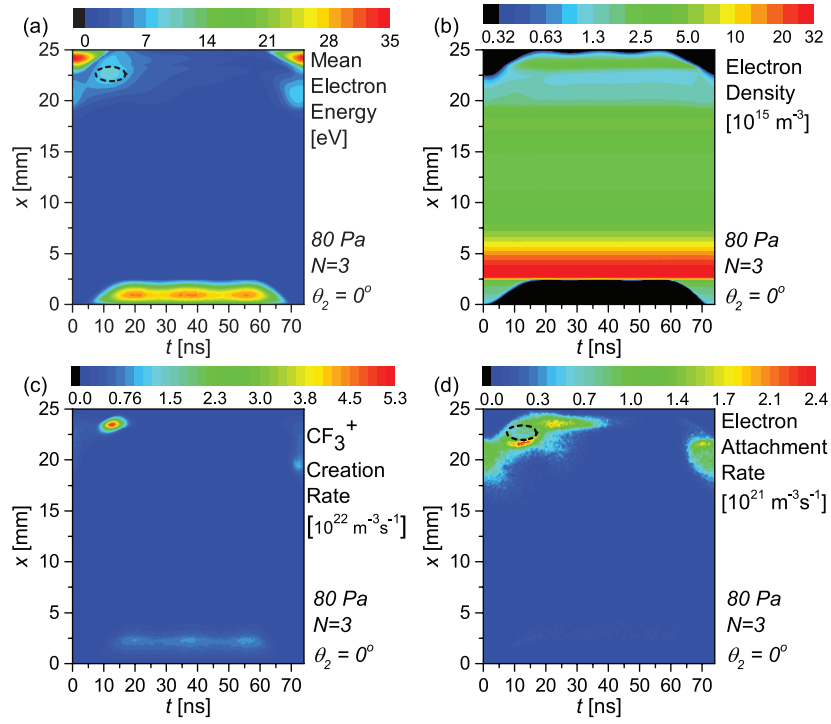 (a)
0 7 14 21 28 35
25
20
15
10
5
0
x [mm]
0 10 20 30 40 50 60 70
t [ns]
Mean
Electron
Energy
[eV]
80 Pa
N=3
θ₂ = 0°
(b)
0.32 0.63 1.3 2.5 5.0 10 20 32
25
20
15
10
5
0
x [mm]
0 10 20 30 40 50 60 70
t [ns]
Electron
Density
[10¹⁵ m⁻³]
80 Pa
N=3
θ₂ = 0°
(c)
0.0 0.76 1.5 2.3 3.0 3.8 4.5 5.3
25
20
15
10
5
0
x [mm]
0 10 20 30 40 50 60 70
t [ns]
CF₃⁺
Creation
Rate
[10²² m⁻³s⁻¹]
80 Pa
N=3
θ₂ = 0°
(d)
0.0 0.3 0.7 1.0 1.4 1.7 2.1 2.4
25
20
15
10
5
0
x [mm]
0 10 20 30 40 50 60 70
t [ns]
Electron
Attachment
Rate
[10²¹ m⁻³s⁻¹]
80 Pa
N=3
θ₂ = 0°